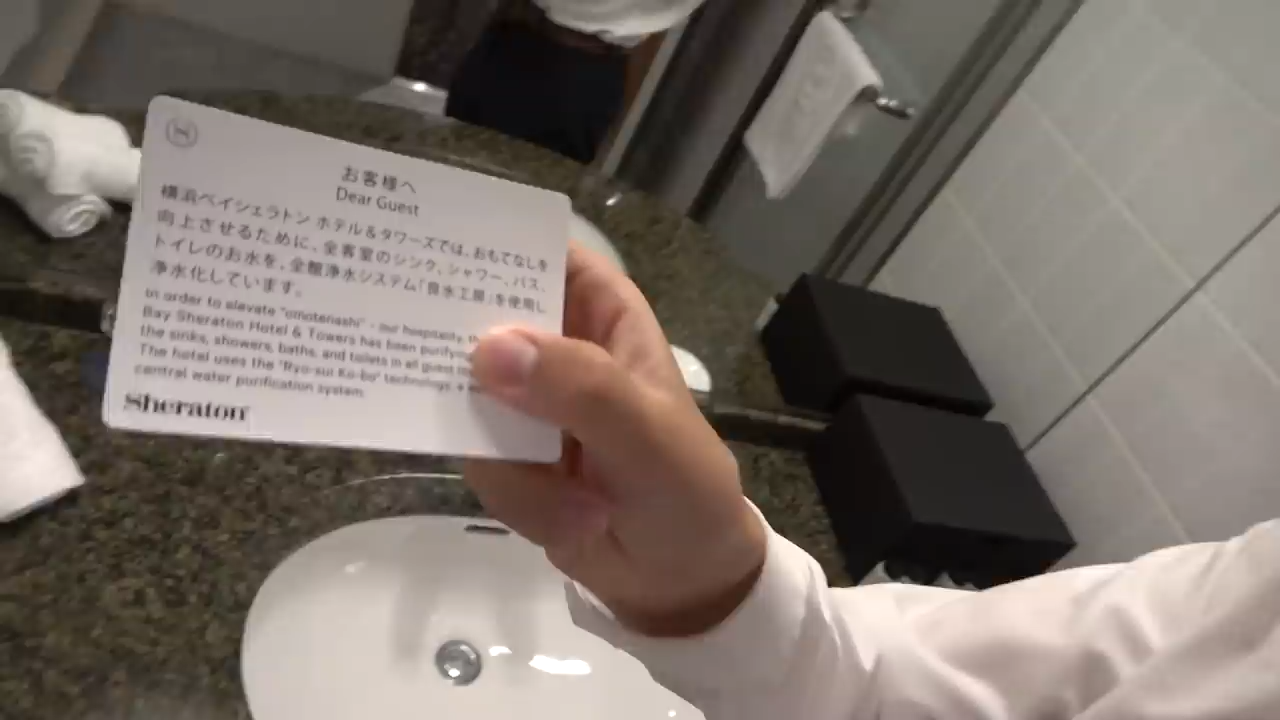 お客様へ
Dear Guest
横浜ベイシェラトン ホテル&タワーズでは、おもてなしを
向上させるために、全客室のシンク、シャワー、バス、
トイレのお水を、全館浄水システム「良水工房」を使用し
浄水化しています。
In order to elevate "omotenashi" - our hospitality,
Bay Sheraton Hotel & Towers has been purifying
the sinks, showers, baths, and toilets in all guest
The hotel uses the "Ryo-sui Ko-bo" technology, a
central water purification system.
Sheraton